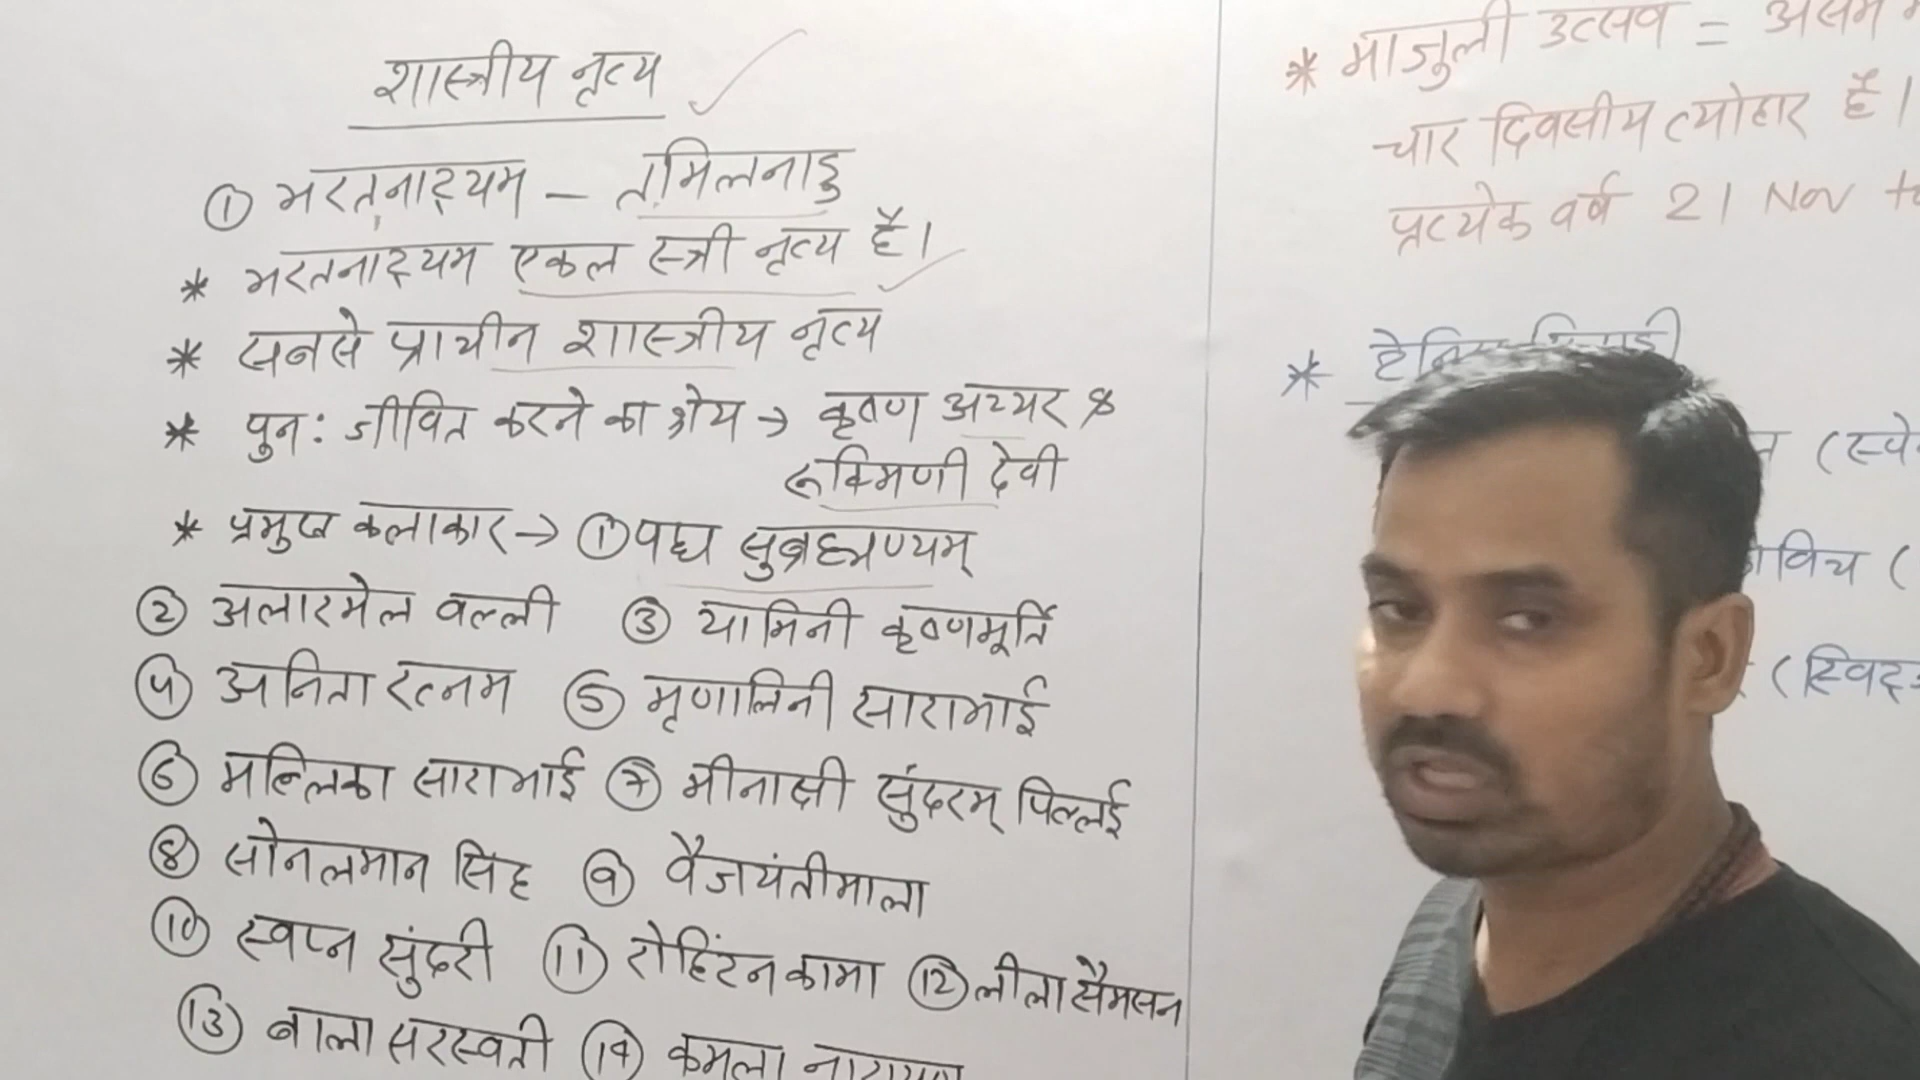 शास्त्रीय नृत्य
① भरतनाट्यम - तमिलनाडु
* भरतनाट्यम एकल स्त्री नृत्य है।
* सबसे प्राचीन शास्त्रीय नृत्य
* पुन: जीवित करने का श्रेय → कृष्ण अय्यर &
रूक्मिणी देवी
* प्रमुख कलाकार → ① पद्म सुब्रह्मण्यम्
② अलारमेल वल्ली ③ यामिनी कृष्णमूर्ति
④ अनिता रत्नम ⑤ मृणालिनी साराभाई
⑥ मल्लिका साराभाई ⑦ मीनाक्षी सुंदरम् पिल्लई
⑧ सोनलमान सिंह ⑨ वैजयंतीमाला
⑩ स्वप्न सुंदरी ⑪ रोहिंटन कामा ⑫ लीला सैमसन
⑬ बाला सरस्वती ⑭ कमला नारायण
* माजुली उत्सव = असम
चार दिवसीय त्योहार है।
प्रत्येक वर्ष 21 Nov to
*
(स्पे
विच (
(स्विट्ज